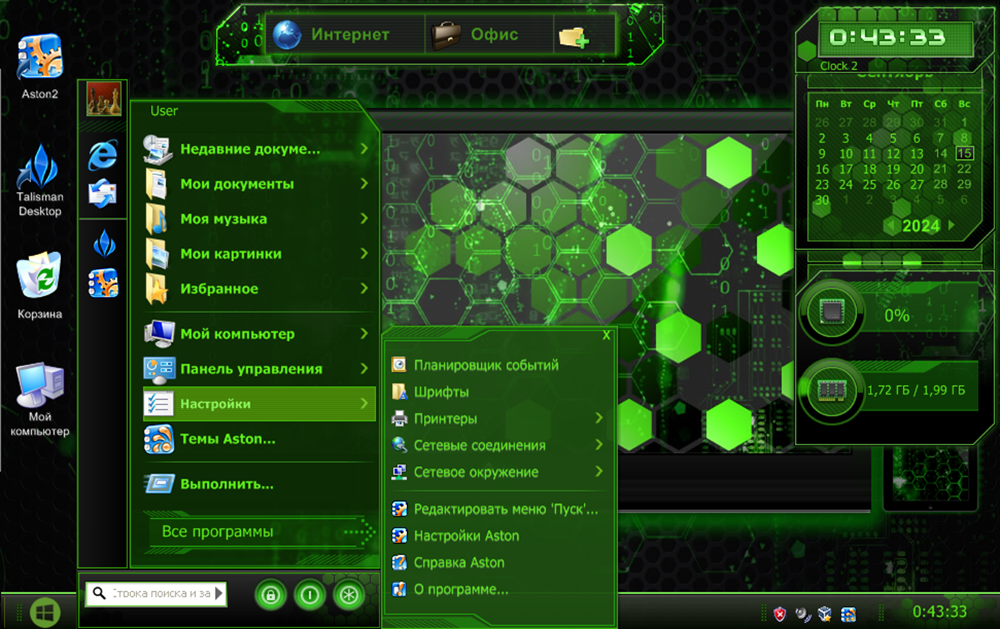 Интернет
Офис
0:43:33
Clock 2
Сентябрь
Пн Вт Ср Чт Пт Сб Вс
26 27 28 29 30 31 1
2 3 4 5 6 7 8
9 10 11 12 13 14 15
16 17 18 19 20 21 22
23 24 25 26 27 28 29
30 1 2 3 4 5 6
2024
0%
1,72 ГБ / 1,99 ГБ
Aston2
Talisman
Desktop
Корзина
Мой
компьютер
User
Недавние докуме...
Мои документы
Моя музыка
Мои картинки
Избранное
Мой компьютер
Панель управления
Настройки
Темы Aston...
Выполнить...
Все программы
X
Планировщик событий
Шрифты
Принтеры
Сетевые соединения
Сетевое окружение
Редактировать меню 'Пуск'...
Настройки Aston
Справка Aston
О программе...
поиска и за
0:43:33